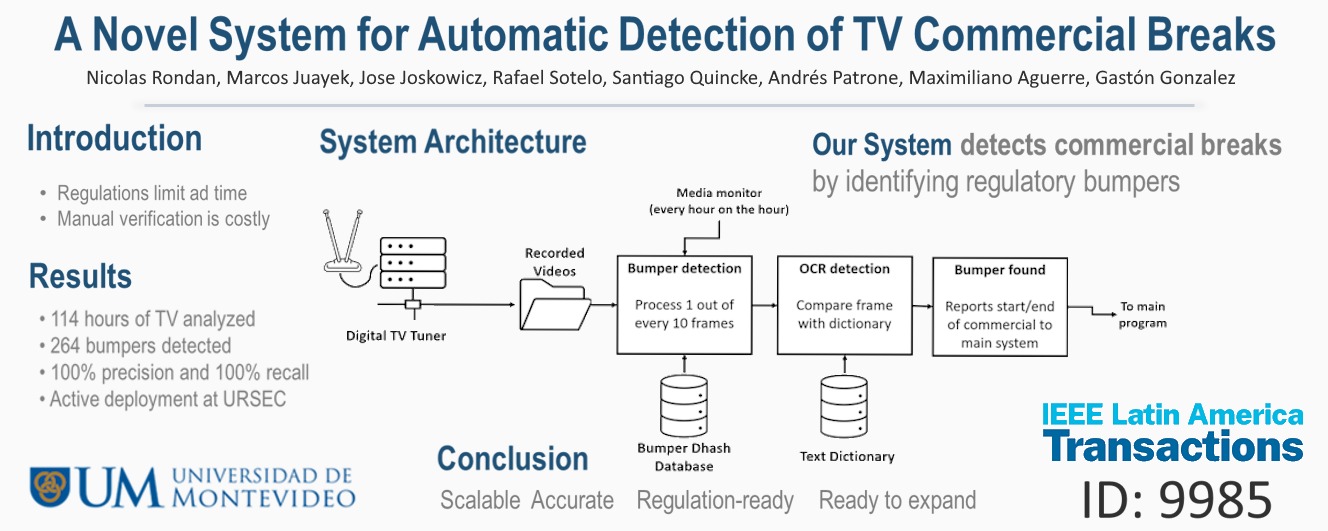 A Novel System for Automatic Detection of TV Commercial Breaks
Nicolas Rondan, Marcos Juayek, Jose Joskowicz, Rafael Sotelo, Santiago Quincke, Andrés Patrone, Maximiliano Aguerre, Gastón Gonzalez
Introduction
• Regulations limit ad time
• Manual verification is costly
Results
• 114 hours of TV analyzed
• 264 bumpers detected
• 100% precision and 100% recall
• Active deployment at URSEC
UM
UNIVERSIDAD DE
MONTEVIDEO
System Architecture
Digital TV Tuner
Recorded
Videos
Media monitor
(every hour on the hour)
Bumper detection
Process 1 out of
every 10 frames
Bumper Dhash
Database
OCR detection
Compare frame
with dictionary
Text Dictionary
Bumper found
Reports start/end
of commercial to
main system
To main
program
Our System detects commercial breaks
by identifying regulatory bumpers
Conclusion
Scalable Accurate Regulation-ready Ready to expand
IEEE Latin America
Transactions
ID: 9985